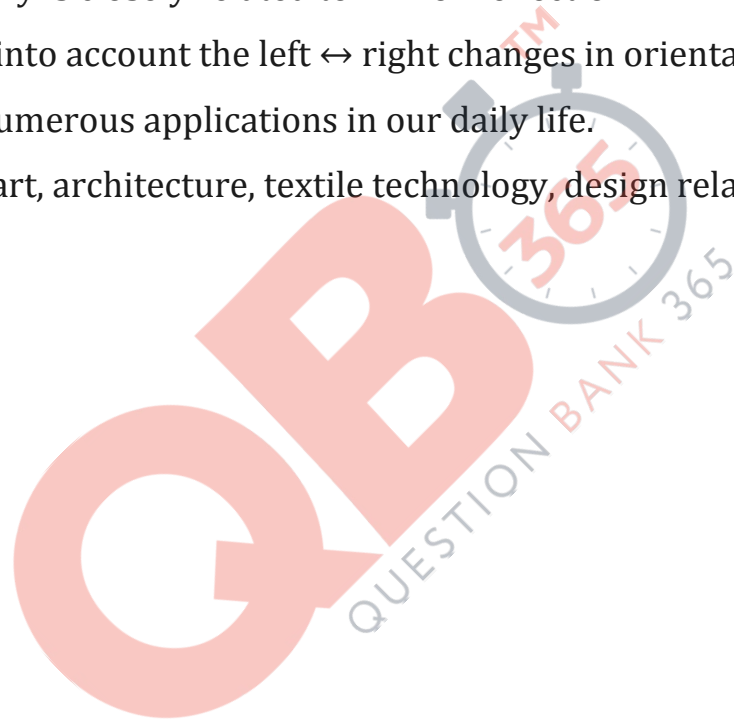 into account the left ↔ right changes in orienta
umerous applications in our daily life.
art, architecture, textile technology, design rela
QB
365
TM
QUESTION BANK 365